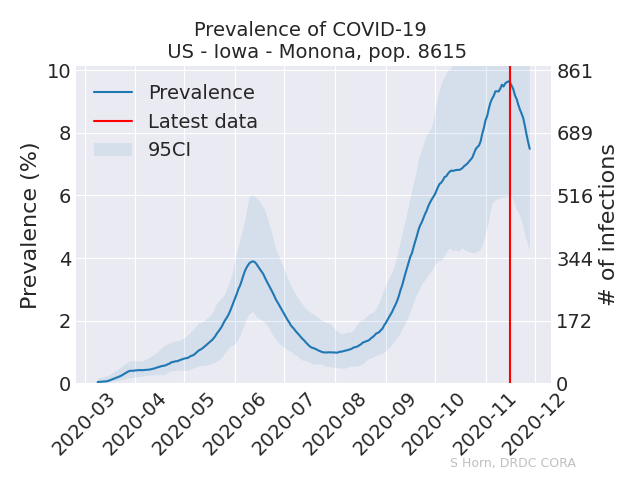 Prevalence of COVID-19
US - Iowa - Monona, pop. 8615
Prevalence
Latest data
95CI
Prevalence (%)
10
8
6
4
2
0
861
689
516
344
172
0
# of infections
2020-03
2020-04
2020-05
2020-06
2020-07
2020-08
2020-09
2020-10
2020-11
2020-12
S Horn, DRDC CORA